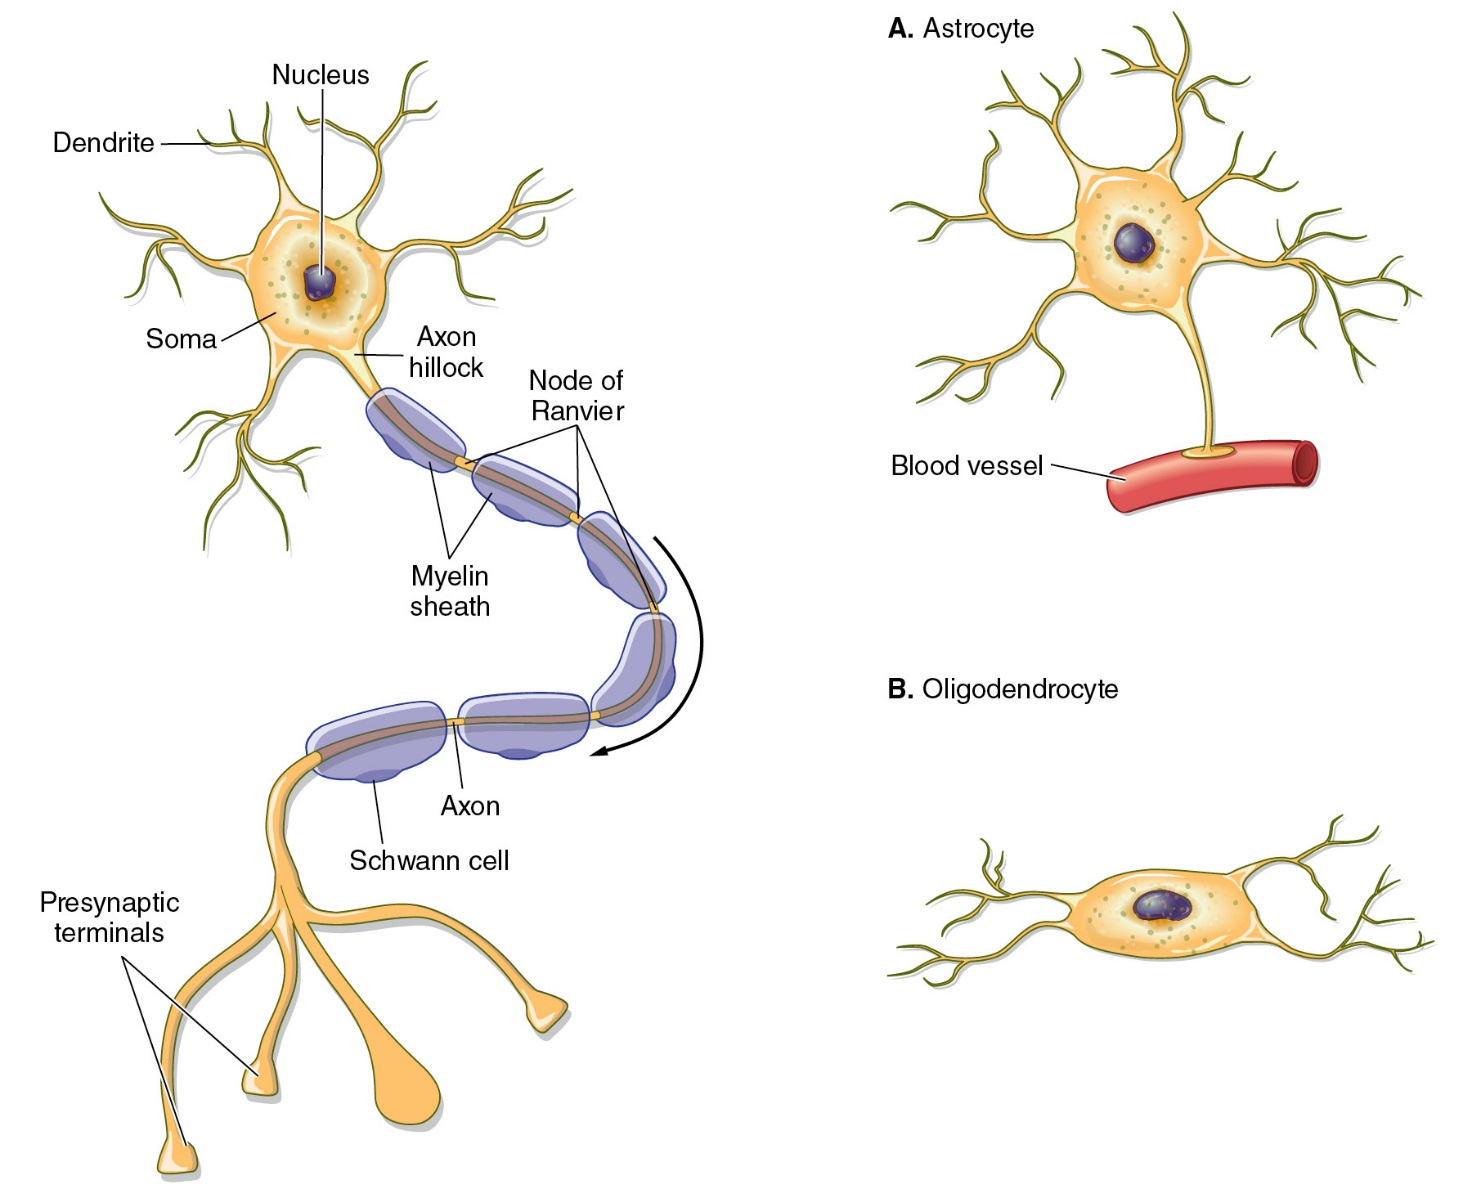 Nucleus
Dendrite
Soma
Axon
hillock
Node of
Ranvier
Myelin
sheath
Axon
Schwann cell
Presynaptic
terminals
A. Astrocyte
Blood vessel
B. Oligodendrocyte